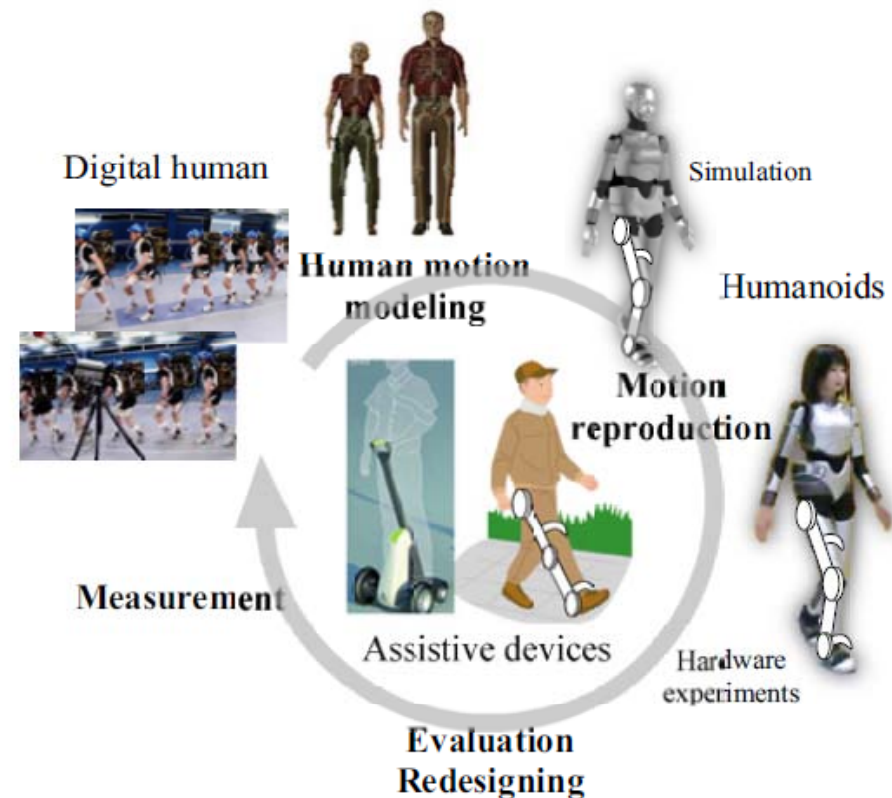 Digital human
Human motion
modeling
Simulation
Humanoids
Motion
reproduction
Measurement
Assistive devices
Hardware
experiments
Evaluation
Redesigning